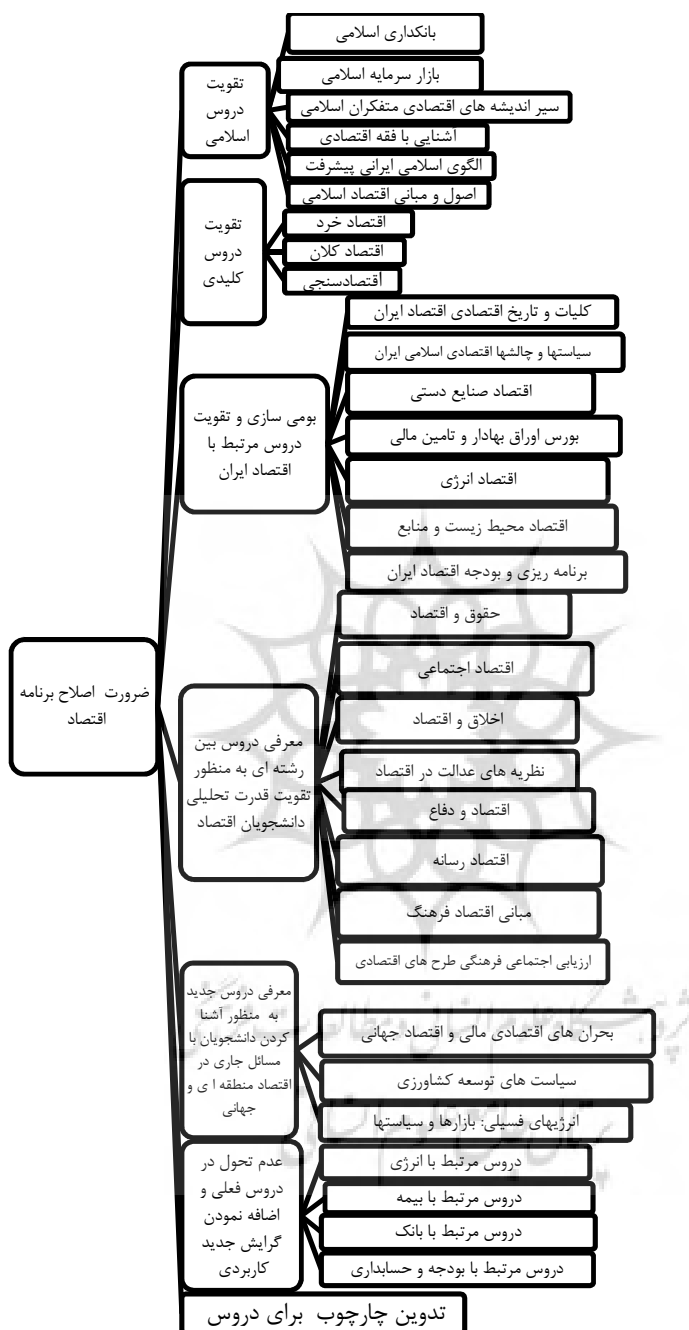 ضرورت اصلاح برنامه
اقتصاد
تقویت
دروس
اسلامی
بانکداری اسلامی
بازار سرمایه اسلامی
سیر اندیشه های اقتصادی متفکران اسلامی
آشنایی با فقه اقتصادی
الگوی اسلامی ایرانی پیشرفت
اصول و مبانی اقتصاد اسلامی
تقویت
دروس
کلیدی
اقتصاد خرد
اقتصاد کلان
أقتصادسنجی
بومی سازی و تقویت
دروس مرتبط با
اقتصاد ایران
کلیات و تاریخ اقتصادی اقتصاد ایران
سیاستها و چالشها اقتصادی اسلامی ایران
اقتصاد صنایع دستی
بورس اوراق بهادار و تامین مالی
اقتصاد انرژی
اقتصاد محیط زیست و منابع
برنامه ریزی و بودجه اقتصاد ایران
معرفی دروس بین
رشته ای به منظور
تقویت قدرت تحلیلی
دانشجویان اقتصاد
حقوق و اقتصاد
اقتصاد اجتماعی
اخلاق و اقتصاد
نظریه های عدالت در اقتصاد
اقتصاد و دفاع
اقتصاد رسانه
مبانی اقتصاد فرهنگ
ارزیابی اجتماعی فرهنگی طرح های اقتصادی
معرفی دروس جدید
به منظور آشنا
کردن دانشجویان با
مسائل جاری در
اقتصاد منطقه ا ی و
جهانی
بحران های اقتصادی مالی و اقتصاد جهانی
سیاست های توسعه کشاورزی
انرژیهای فسیلی: بازارها و سیاستها
عدم تحول در
دروس فعلی و
اضافه نمودن
گرایش جدید
کاربردی
دروس مرتبط با انرژی
دروس مرتبط با بیمه
دروس مرتبط با بانک
دروس مرتبط با بودجه و حسابداری
تدوین چارچوب برای دروس